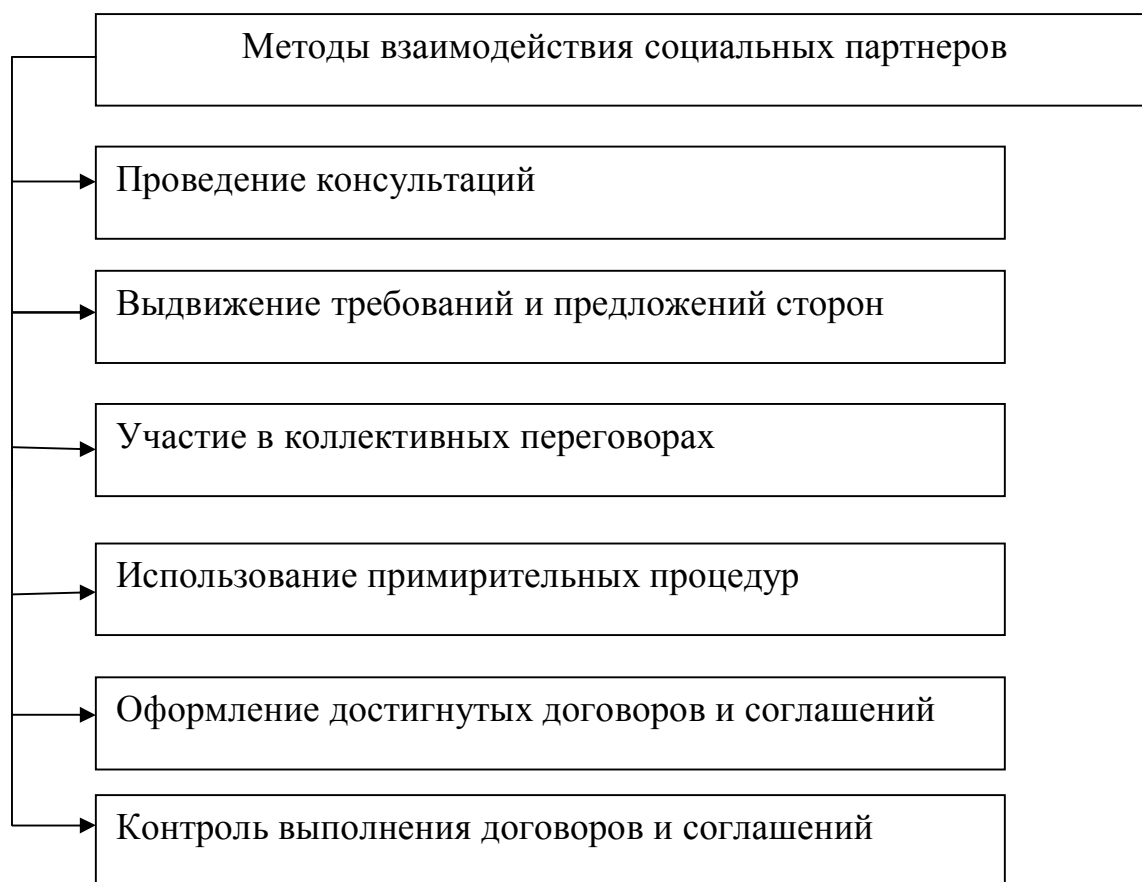 Методы взаимодействия социальных партнеров
Проведение консультаций
Выдвижение требований и предложений сторон
Участие в коллективных переговорах
Использование примирительных процедур
Оформление достигнутых договоров и соглашений
Контроль выполнения договоров и соглашений